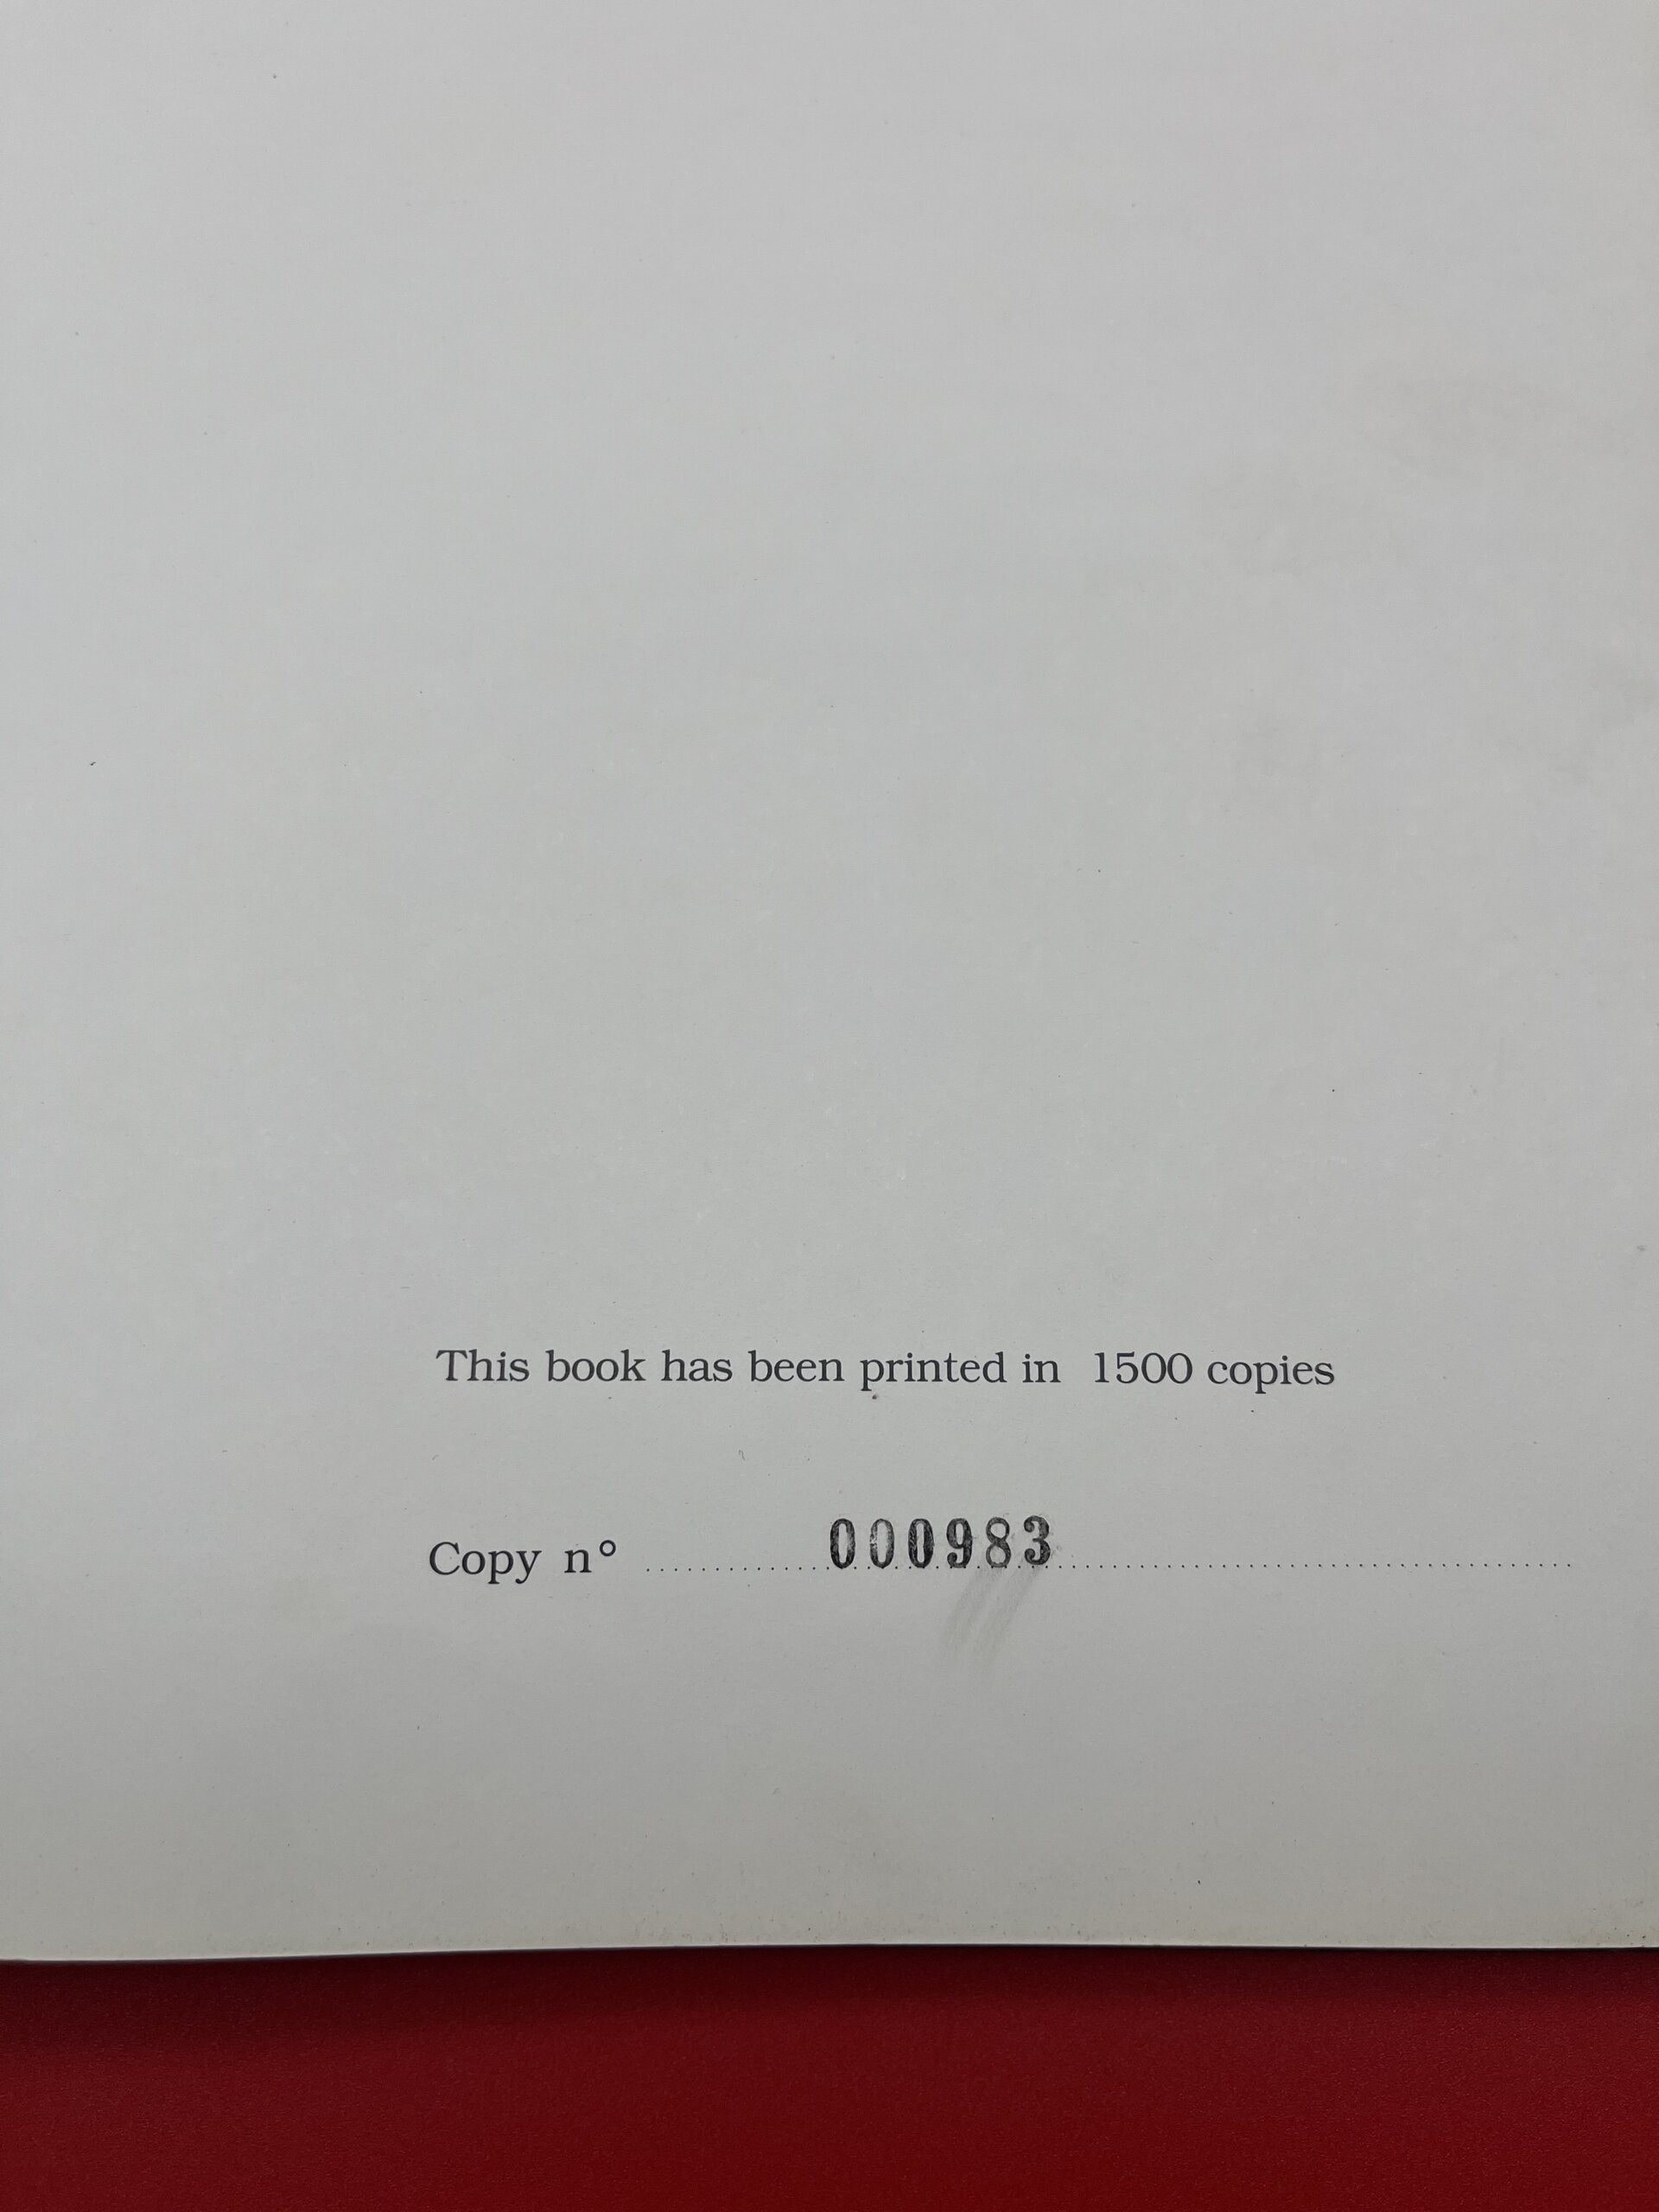 This book has been printed in 1500 copies
Copy n° 000983